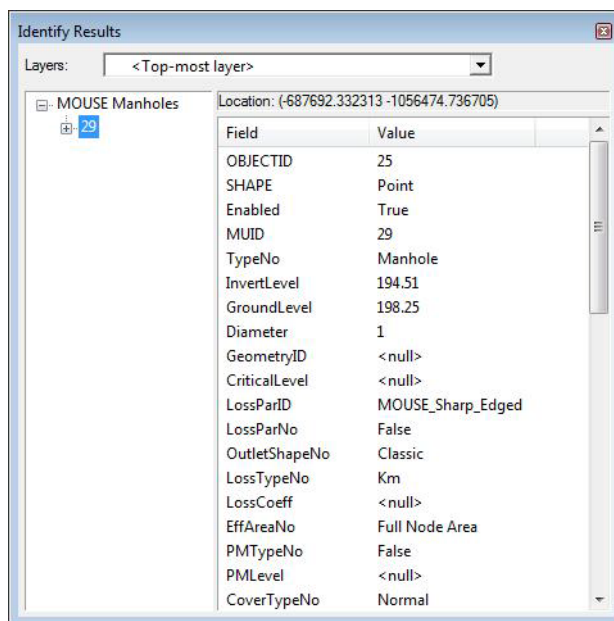 Identify Results
Layers: <Top-most layer>
MOUSE Manholes
29
Location: (-687692.332313 -1056474.736705)
Field Value
OBJECTID 25
SHAPE Point
Enabled True
MUID 29
TypeNo Manhole
InvertLevel 194.51
GroundLevel 198.25
Diameter 1
GeometryID <null>
CriticalLevel <null>
LossParID MOUSE_Sharp_Edged
LossParNo False
OutletShapeNo Classic
LossTypeNo Km
LossCoeff <null>
EffAreaNo Full Node Area
PMTypeNo False
PMLevel <null>
CoverTypeNo Normal